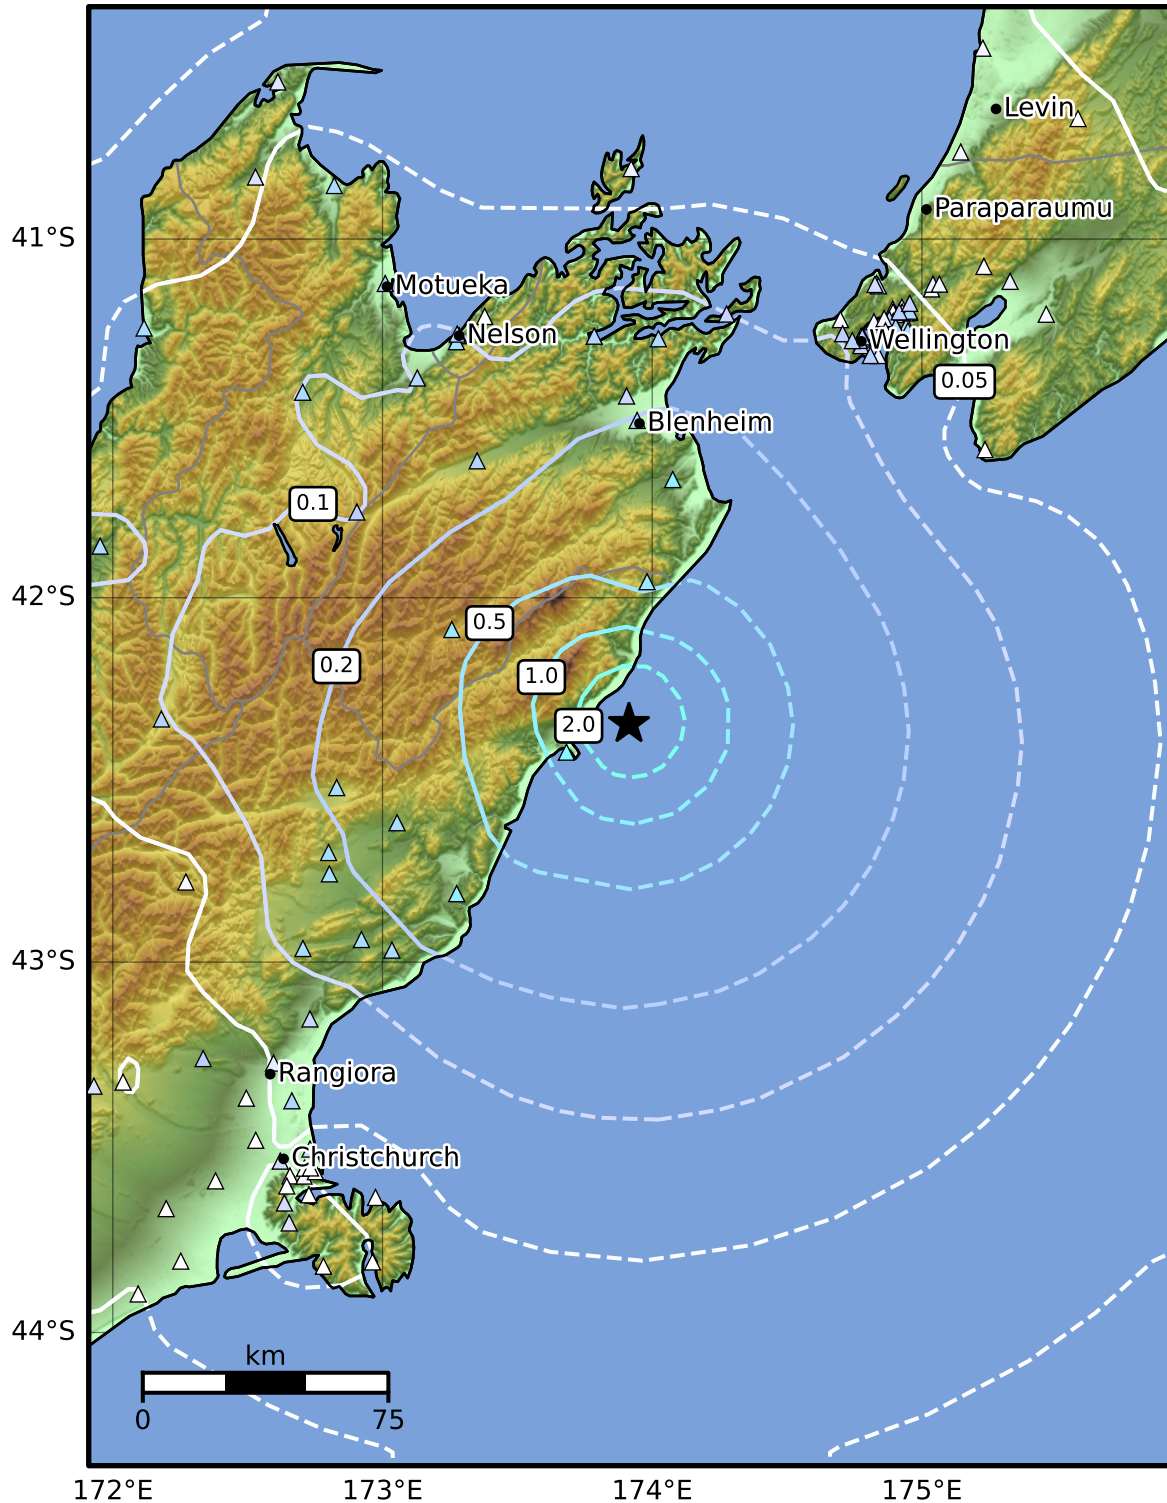 Levin
Paraparaumu
41°S
Motueka
Nelson
Wellington
0.05
Blenheim
0.1
42°S
0.5
0.2
1.0
2.0
43°S
Rangiora
Christchurch
44°S
km
0
75
172°E
173°E
174°E
175°E